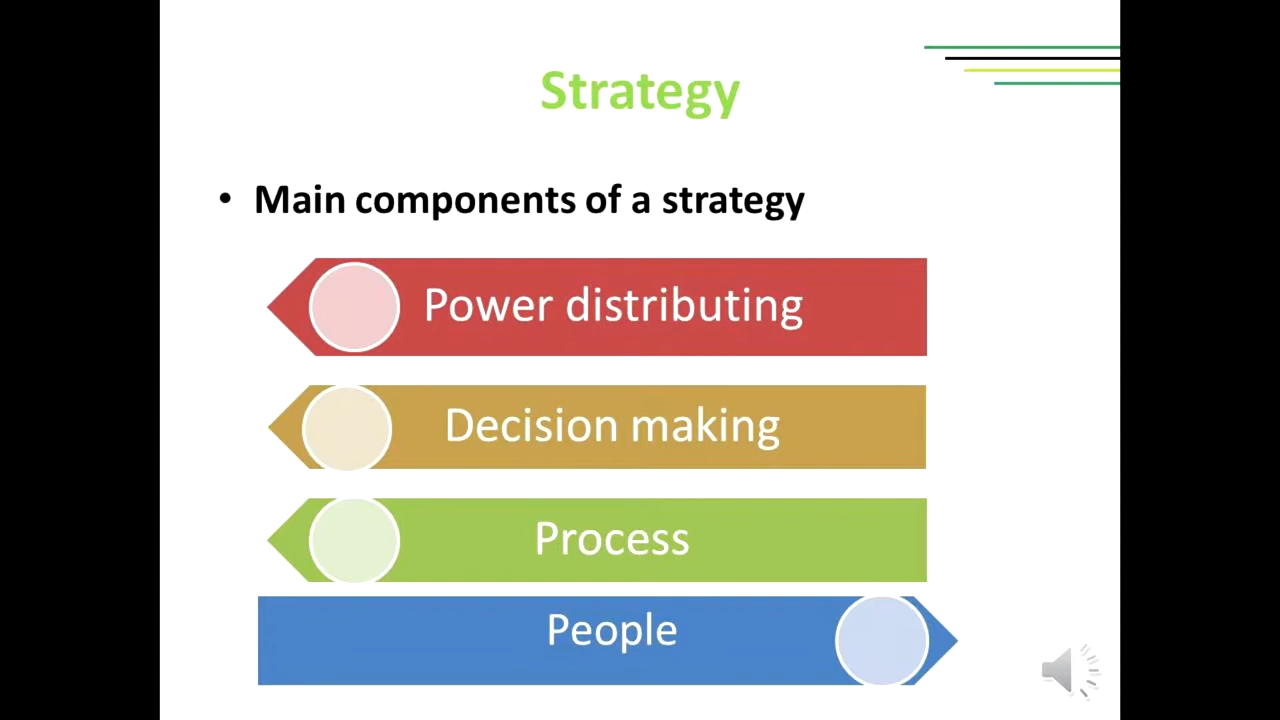 Strategy
• Main components of a strategy
Power distributing
Decision making
Process
People